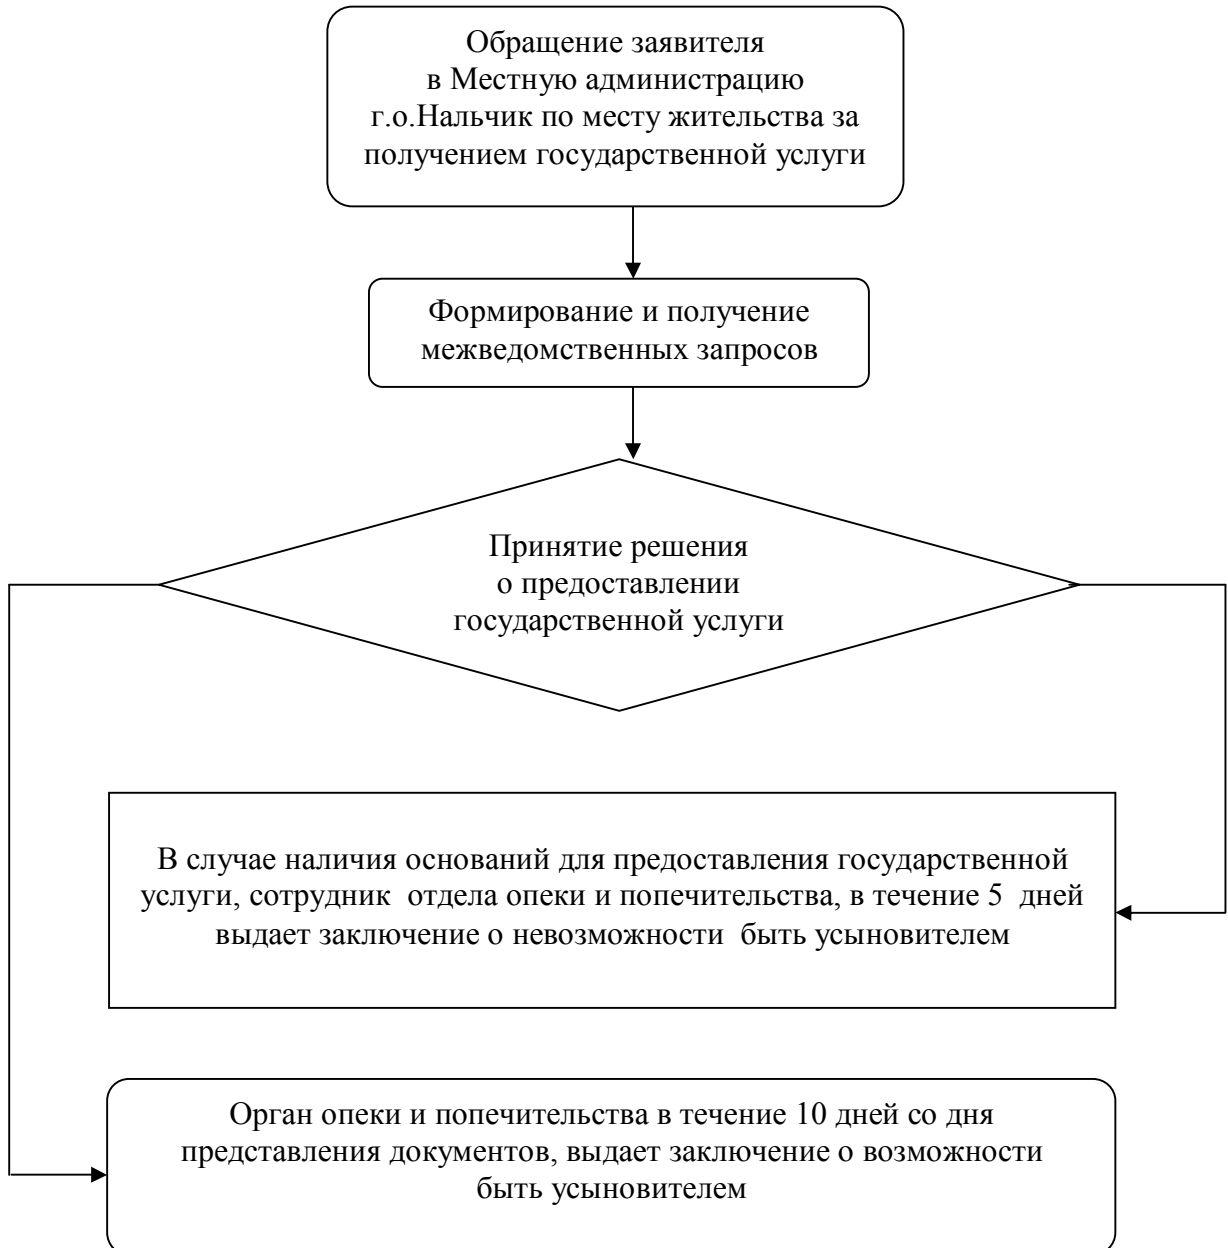 Обращение заявителя
в Местную администрацию
г.о.Нальчик по месту жительства за
получением государственной услуги
Формирование и получение
межведомственных запросов
Принятие решения
о предоставлении
государственной услуги
В случае наличия оснований для предоставления государственной
услуги, сотрудник отдела опеки и попечительства, в течение 5 дней
выдает заключение о невозможности быть усыновителем
Орган опеки и попечительства в течение 10 дней со дня
представления документов, выдает заключение о возможности
быть усыновителем